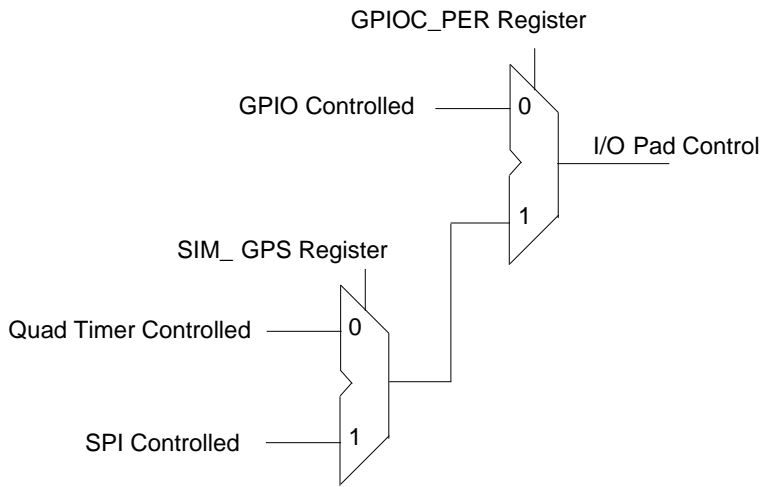 GPIOC_PER Register
GPIO Controlled
0
I/O Pad Control
1
SIM_ GPS Register
Quad Timer Controlled
0
SPI Controlled
1